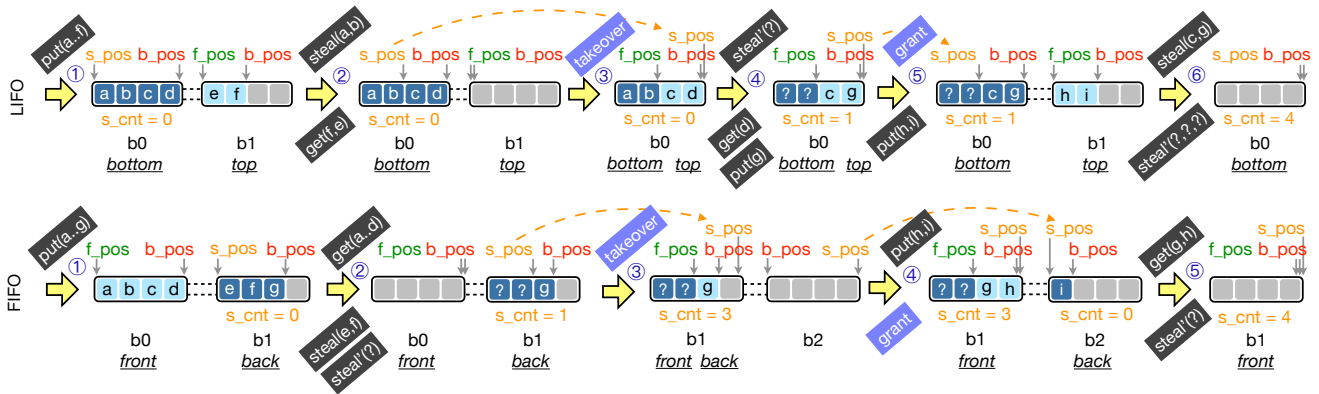 LIFO
put(a..f)
①
s_pos b_pos f_pos b_pos
a b c d e f
s_cnt = 0
b0 b1
bottom top
steal(a,b)
②
get(f,e)
s_pos b_pos f_pos b_pos
a b c d
s_cnt = 0
b0 b1
bottom top
takeover
③
s_pos
f_pos b_pos
a b c d
s_cnt = 0
b0
bottom top
steal'(?)
④
get(d)
put(g)
s_pos
f_pos b_pos
? ? c g
s_cnt = 1
b0
bottom top
grant
⑤
put(h,i)
s_pos b_pos f_pos b_pos
? ? c g h i
s_cnt = 1
b0 b1
bottom top
steal(c,g)
⑥
steal'(?,?,?)
s_pos b_pos
s_cnt = 4
b0
bottom
FIFO
put(a..g)
①
f_pos b_pos s_pos b_pos
a b c d e f g
s_cnt = 0
b0 b1
front back
get(a..d)
②
steal(e,f)
steal'(?)
f_pos b_pos s_pos b_pos
? ? g
s_cnt = 1
b0 b1
front back
takeover
③
s_pos
f_pos b_pos b_pos s_pos
? ? g
s_cnt = 3
b1 b2
front back
put(h,i)
④
grant
s_pos s_pos
f_pos b_pos b_pos
? ? g h i
s_cnt = 3 s_cnt = 0
b1 b2
front back
get(g,h)
⑤
steal'(?)
s_pos
f_pos b_pos
s_cnt = 4
b1
front